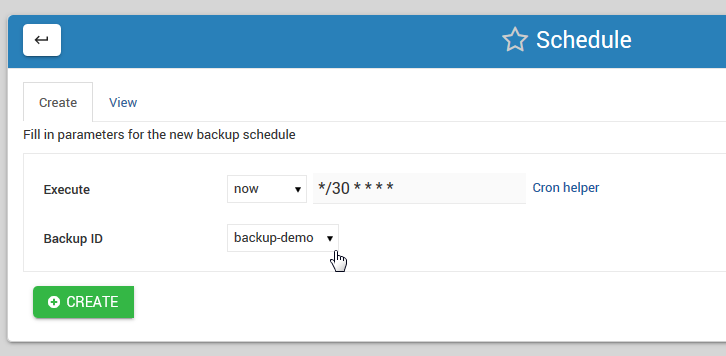 Schedule
Create View
Fill in parameters for the new backup schedule
Execute now */30 * * * * Cron helper
Backup ID backup-demo
CREATE